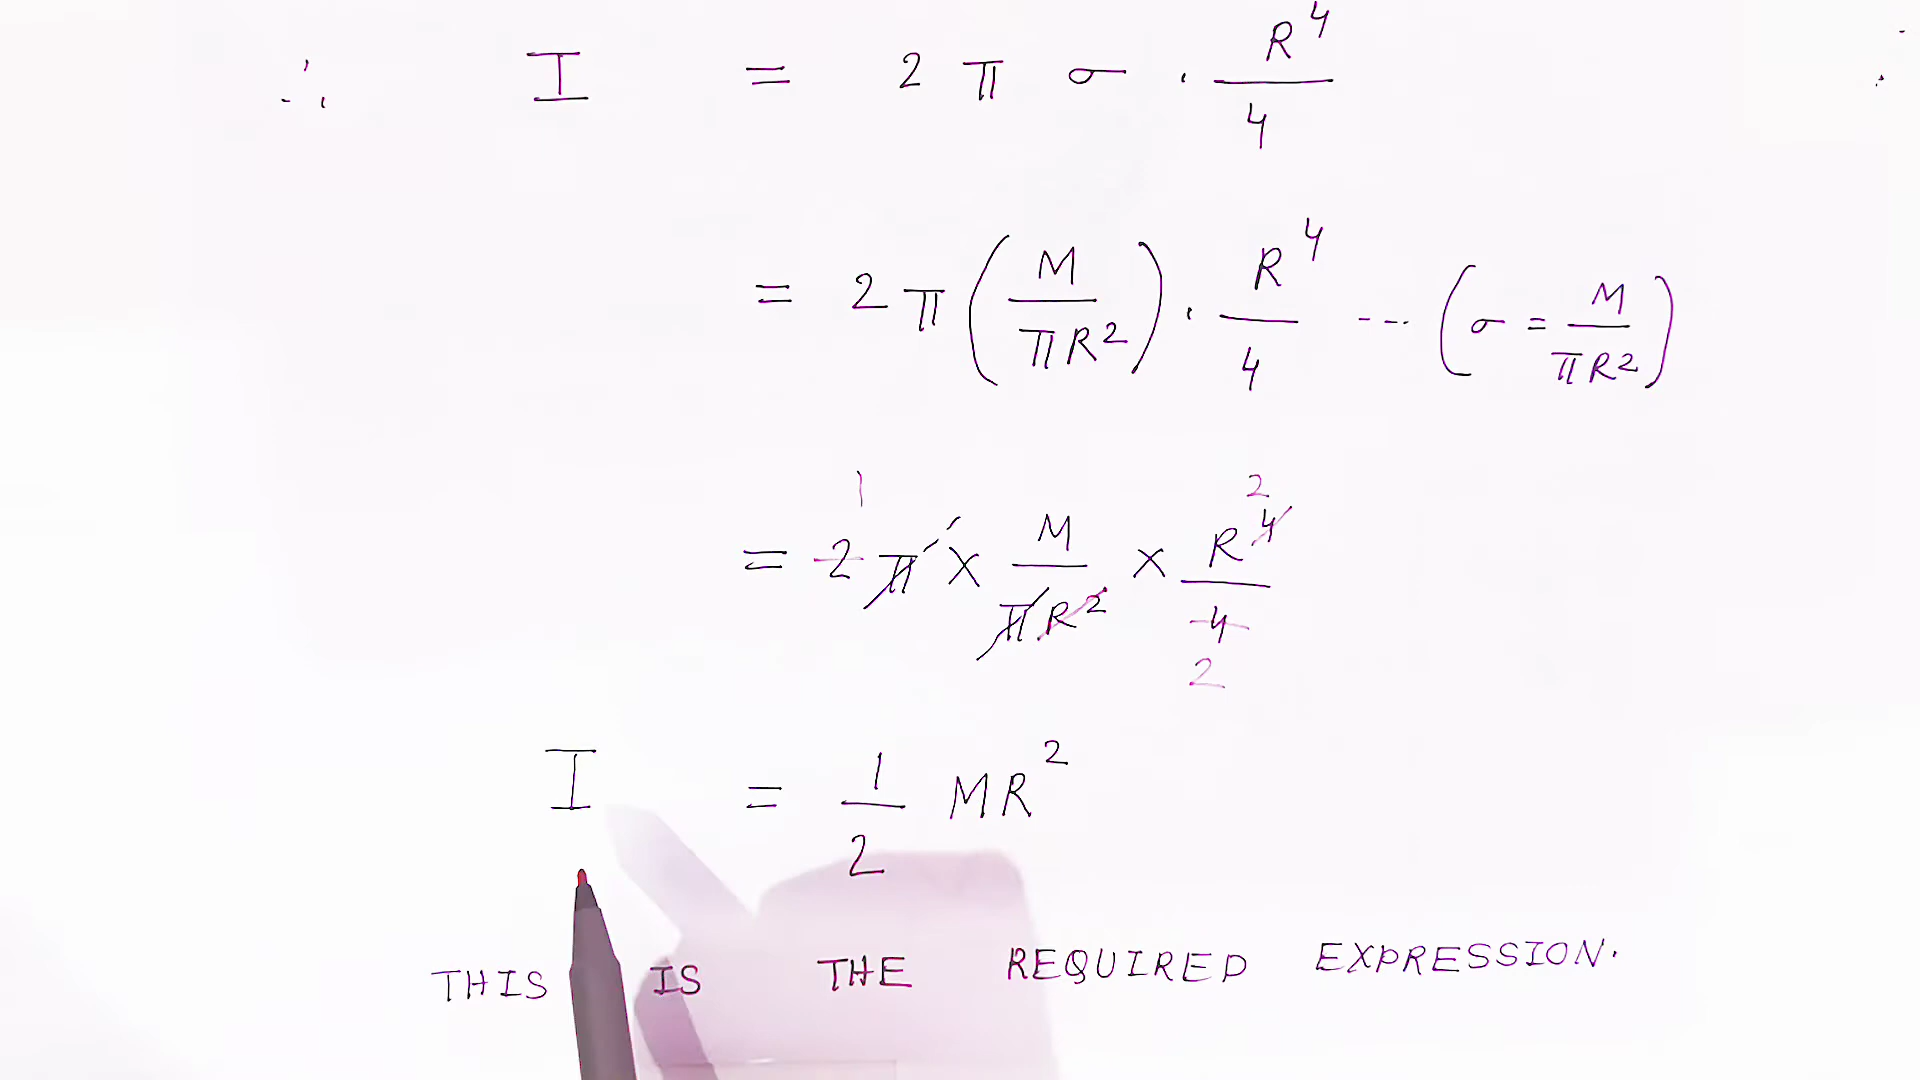 ∴ I = 2 π σ · R⁴/4
= 2π(M/πR²) · R⁴/4 --- (σ = M/πR²)
= 2π × M/πR² × R⁴/4
I = 1/2 MR²
THIS IS THE REQUIRED EXPRESSION.